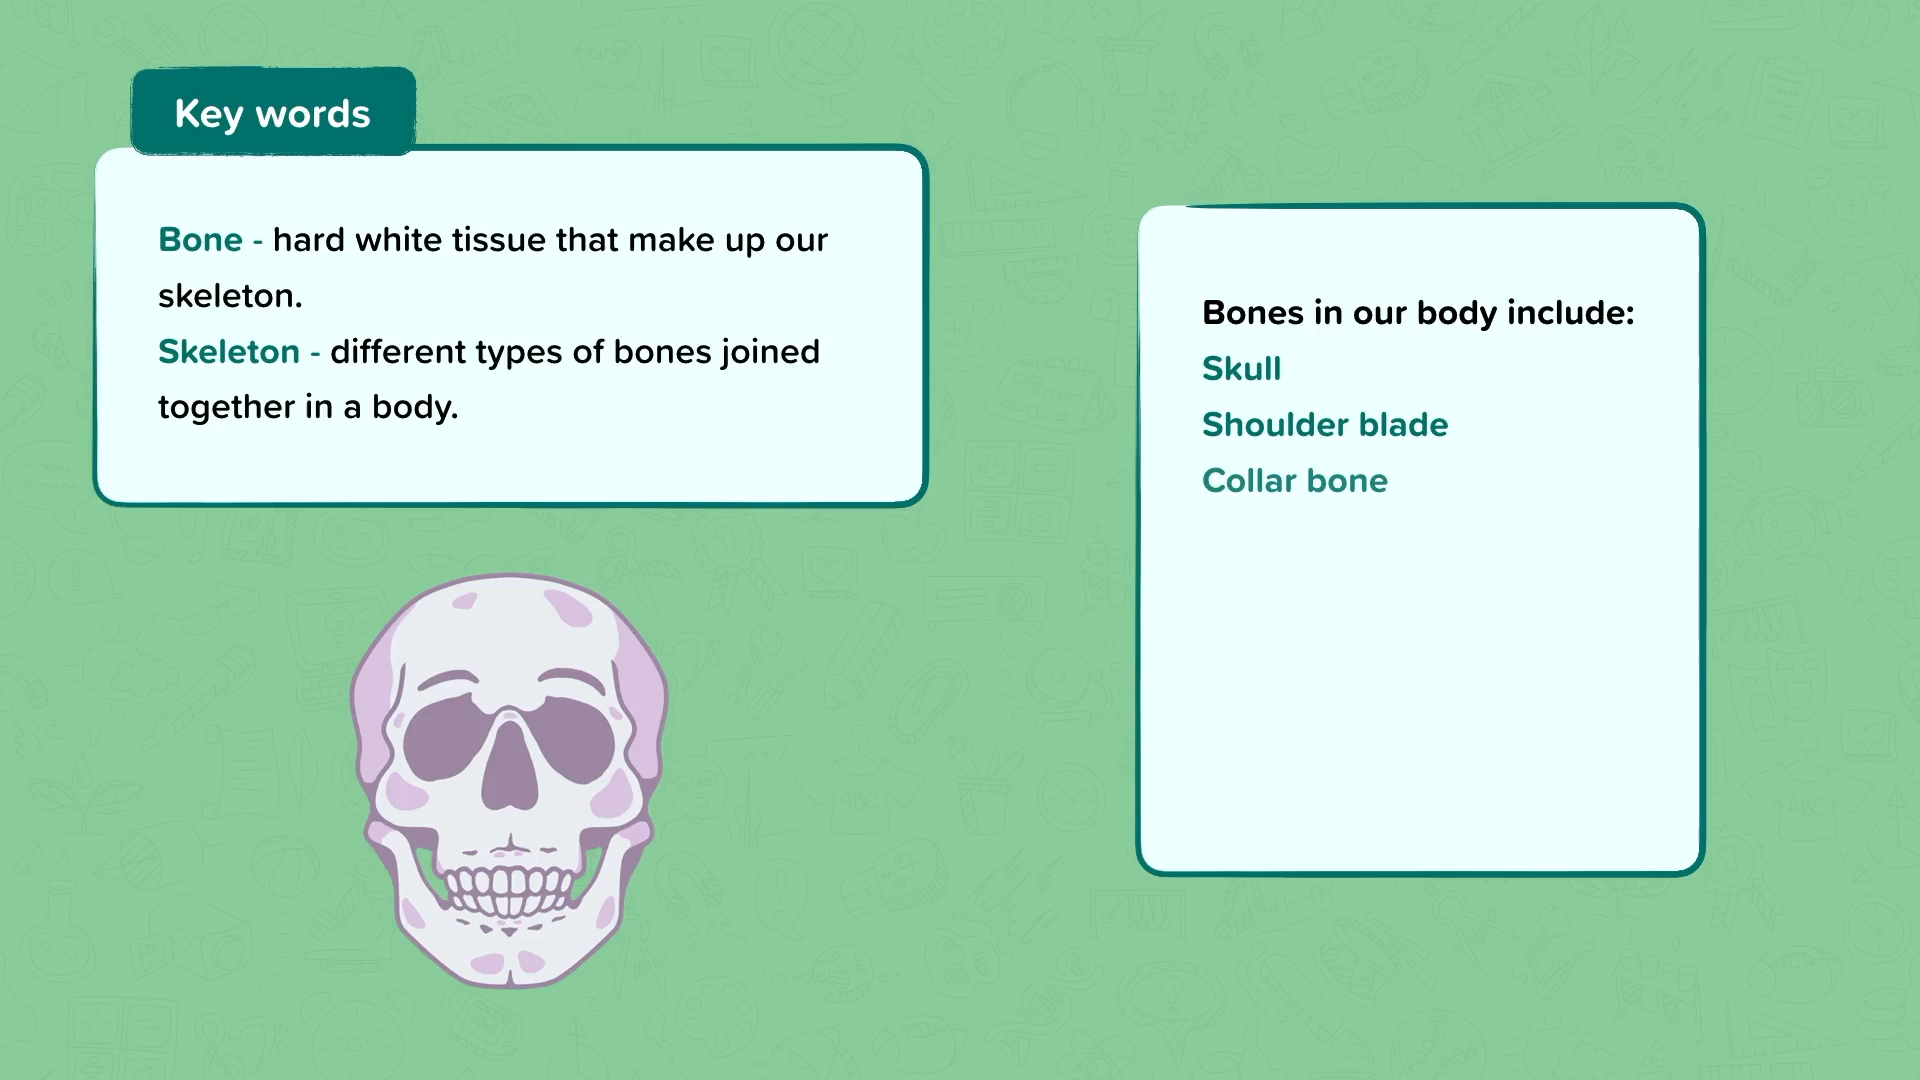 Key words
Bone - hard white tissue that make up our
skeleton.
Skeleton - different types of bones joined
together in a body.
Bones in our body include:
Skull
Shoulder blade
Collar bone